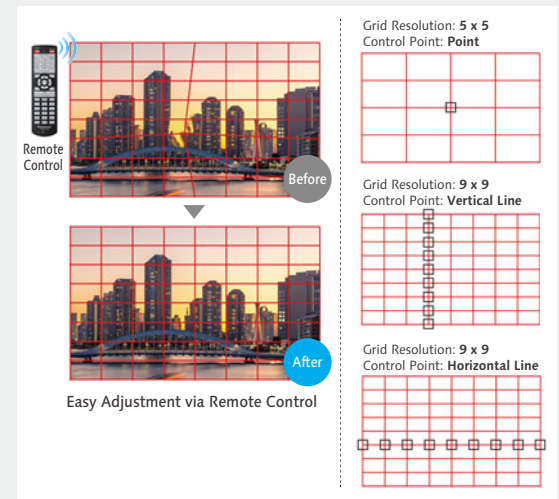 Remote
Control
Before
After
Easy Adjustment via Remote Control
Grid Resolution: 5 x 5
Control Point: Point
Grid Resolution: 9 x 9
Control Point: Vertical Line
Grid Resolution: 9 x 9
Control Point: Horizontal Line